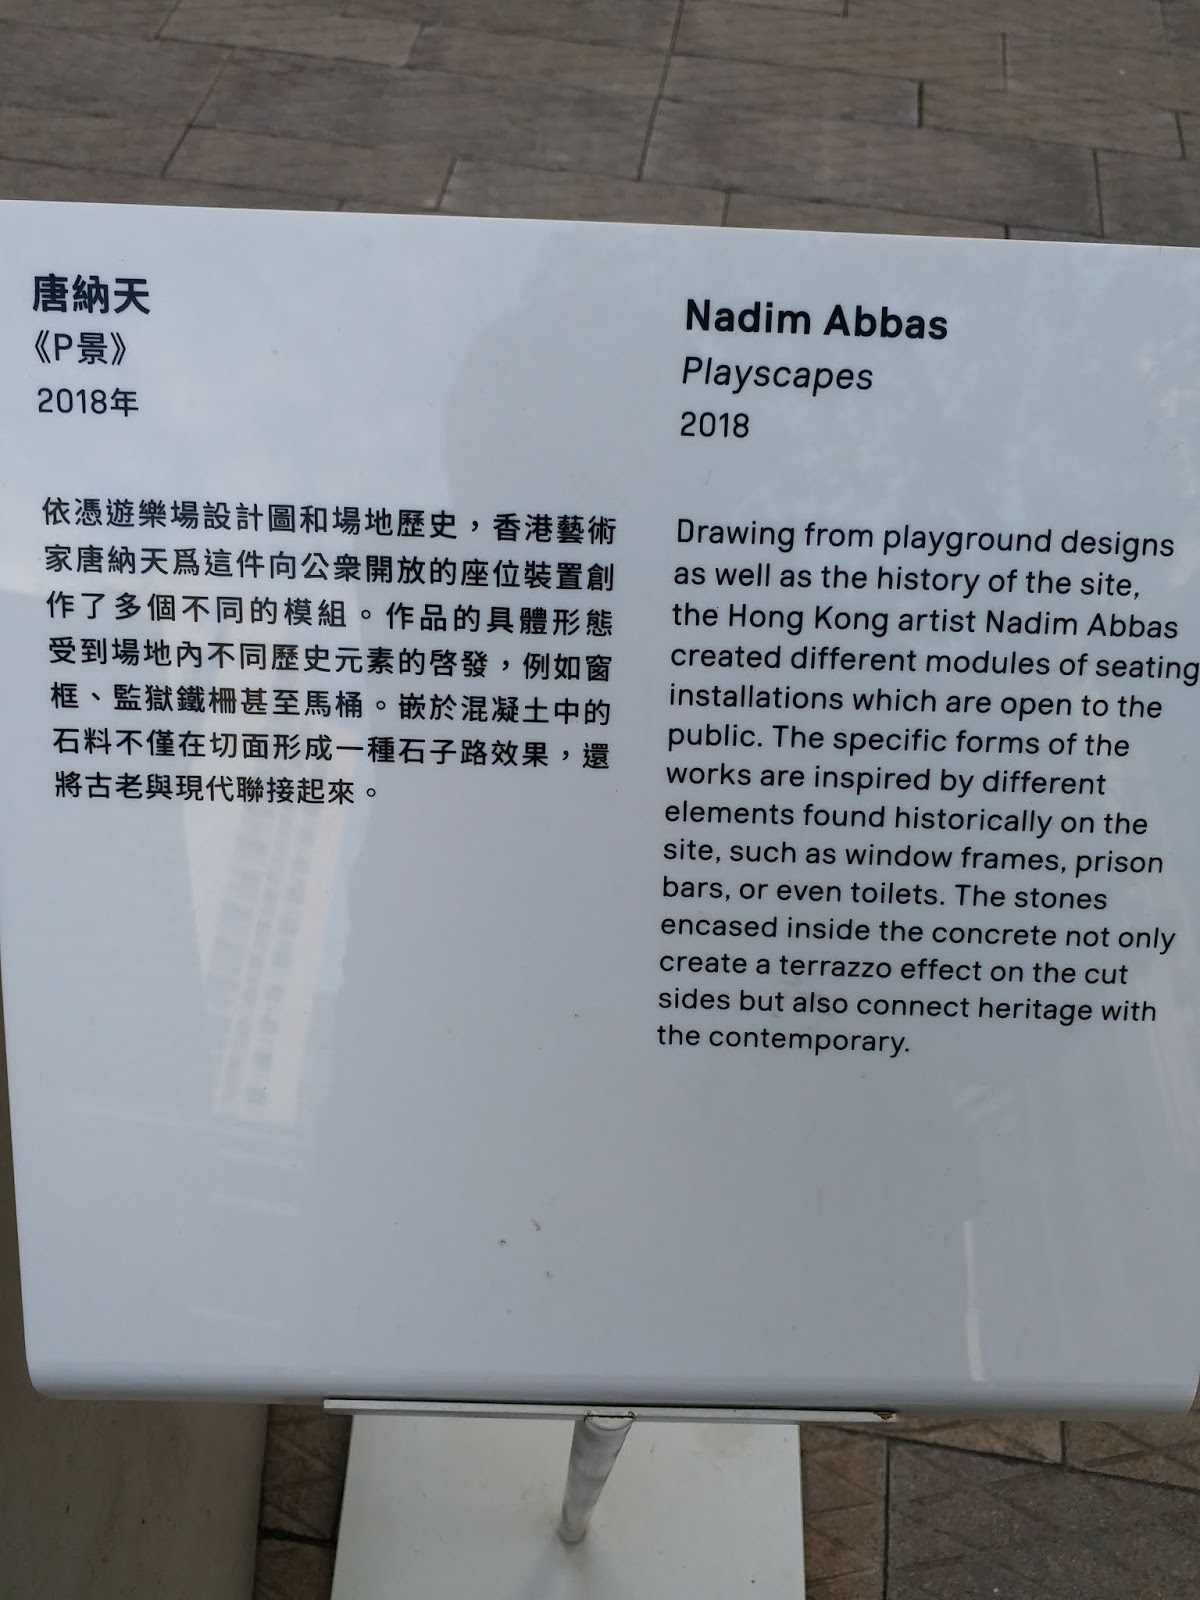 唐納天
《P景》
2018年
依憑遊樂場設計圖和場地歷史，香港藝術
家唐納天爲這件向公衆開放的座位裝置創
作了多個不同的模組。作品的具體形態
受到場地內不同歷史元素的啓發，例如窗
框、監獄鐵柵甚至馬桶。嵌於混凝土中的
石料不僅在切面形成一種石子路效果，還
將古老與現代聯接起來。
Nadim Abbas
Playscapes
2018
Drawing from playground designs
as well as the history of the site,
the Hong Kong artist Nadim Abbas
created different modules of seating
installations which are open to the
public. The specific forms of the
works are inspired by different
elements found historically on the
site, such as window frames, prison
bars, or even toilets. The stones
encased inside the concrete not only
create a terrazzo effect on the cut
sides but also connect heritage with
the contemporary.